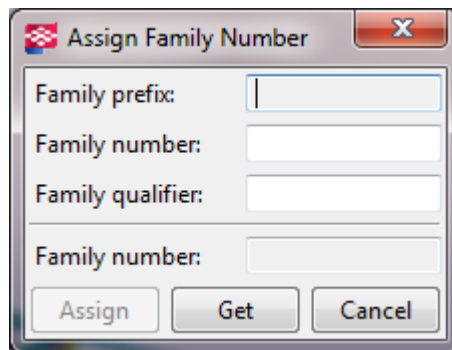 Assign Family Number
Family prefix:
Family number:
Family qualifier:
Family number:
Assign Get Cancel